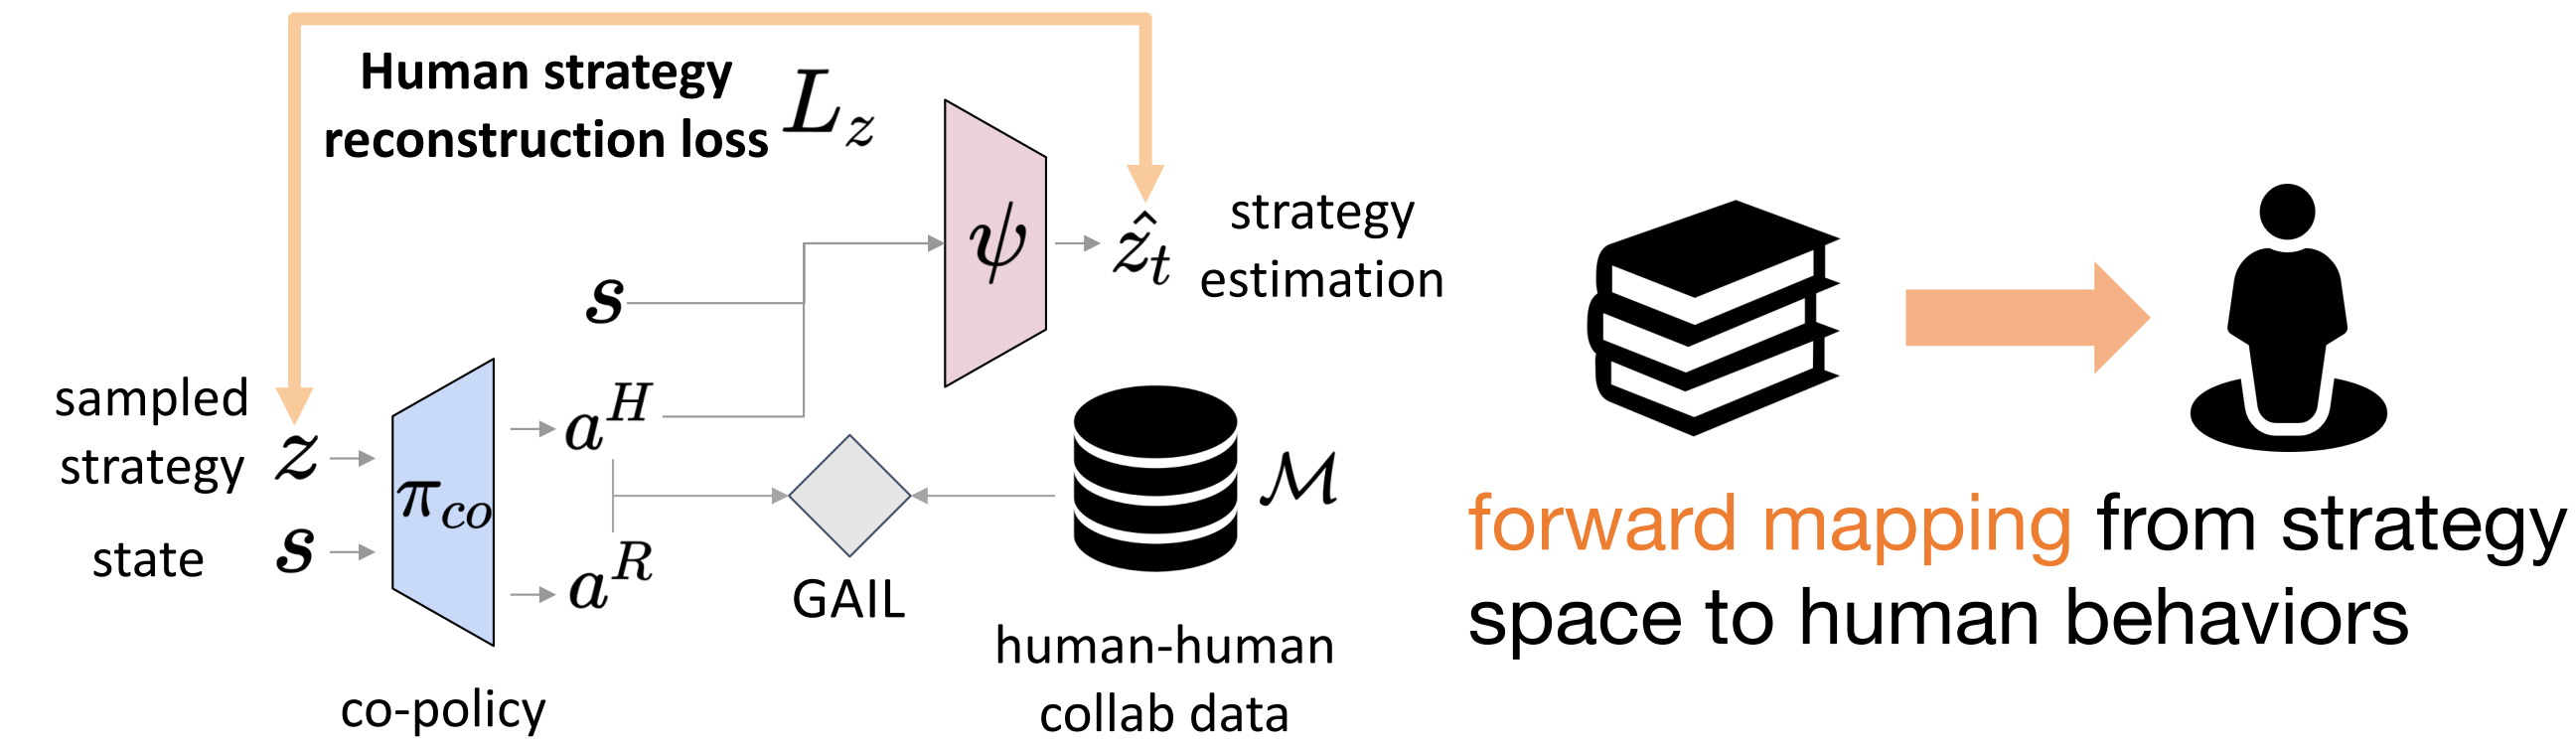 Human strategy
reconstruction loss L_z
ψ
ẑ_t
strategy
estimation
s
sampled
strategy
z
state
s
π_co
a^H
a^R
co-policy
GAIL
M
human-human
collab data
forward mapping from strategy
space to human behaviors